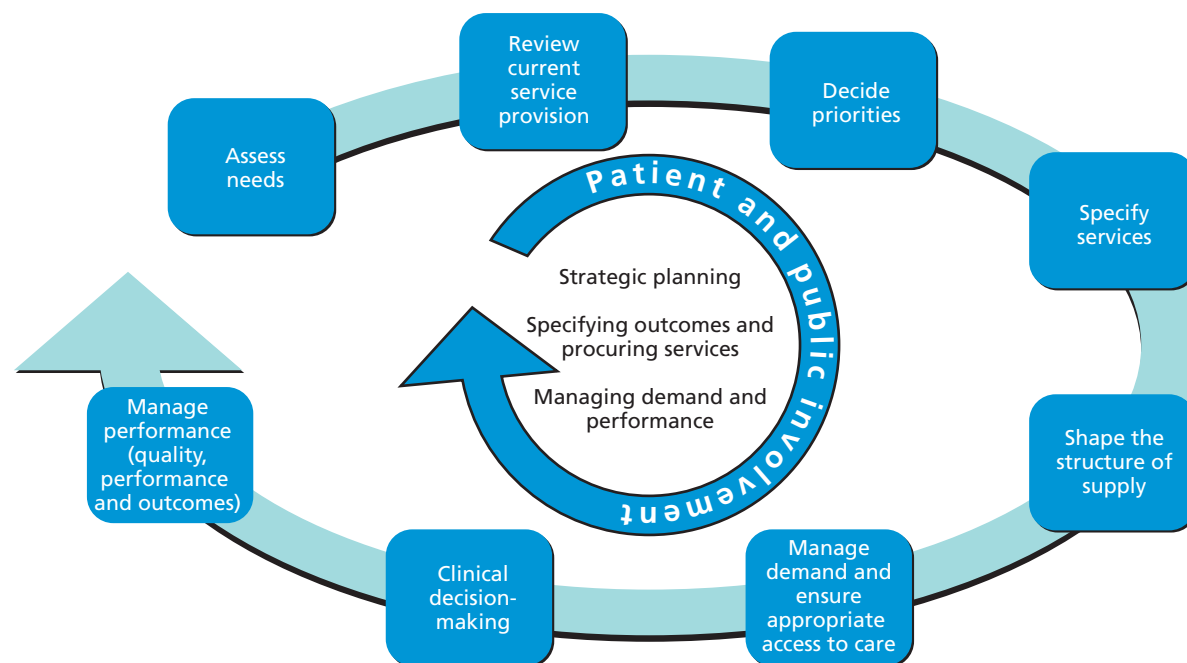 Review
current
service
provision
Decide
priorities
Assess
needs
Specify
services
Patient and public involvement
Strategic planning
Specifying outcomes and
procuring services
Managing demand and
performance
Manage
performance
(quality,
performance
and outcomes)
Shape the
structure of
supply
Clinical
decision-
making
Manage
demand and
ensure
appropriate
access to care